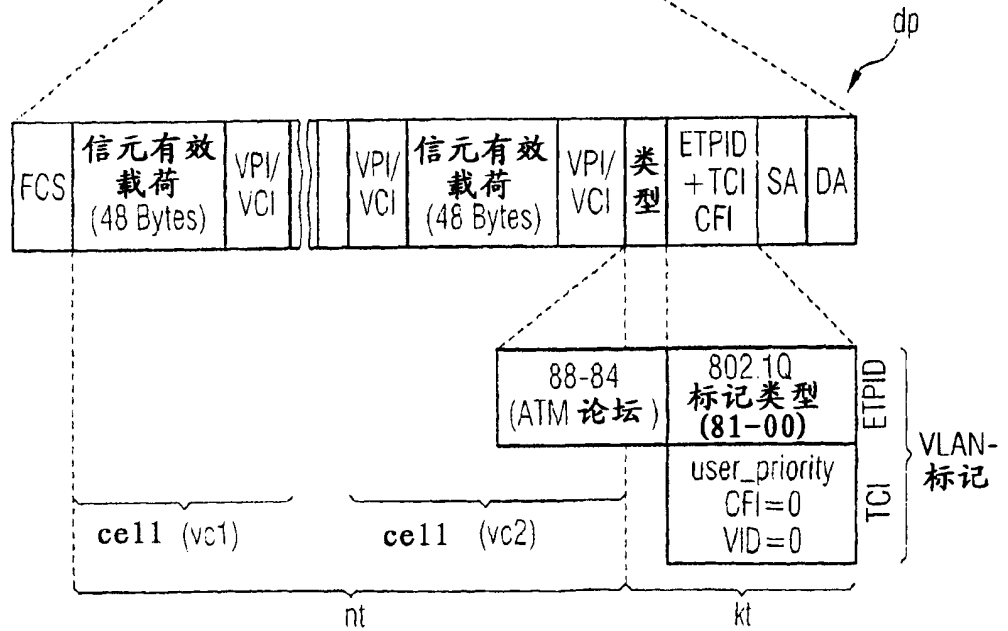 dp
FCS
信元有效
載荷
(48 Bytes)
VPI/
VCI
VPI/
VCI
信元有效
載荷
(48 Bytes)
VPI/
VCI
类
型
ETPID
+TCI
CFI
SA
DA
88-84
(ATM 论坛)
802.1Q
标记类型
(81-00)
ETPID
user_priority
CFI=0
VID=0
TCI
VLAN-
标记
cell (vc1)
cell (vc2)
nt
kt